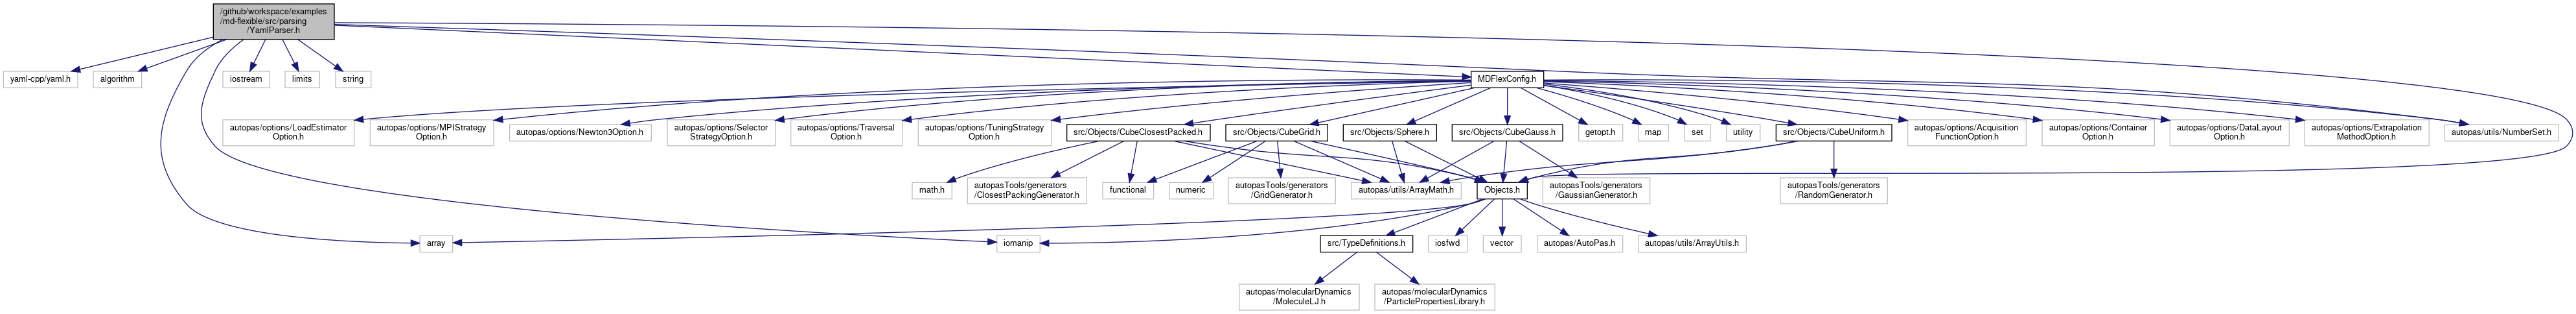 /github/workspace/examples
/md-flexible/src/parsing
/YamlParser.h
yaml-cpp/yaml.h
algorithm
iostream
limits
string
MDFlexConfig.h
autopas/options/LoadEstimator
Option.h
autopas/options/MPIStrategy
Option.h
autopas/options/Newton3Option.h
autopas/options/Selector
StrategyOption.h
autopas/options/Traversal
Option.h
autopas/options/TuningStrategy
Option.h
src/Objects/CubeClosestPacked.h
src/Objects/CubeGrid.h
src/Objects/Sphere.h
src/Objects/CubeGauss.h
getopt.h
map
set
utility
src/Objects/CubeUniform.h
autopas/options/Acquisition
FunctionOption.h
autopas/options/Container
Option.h
autopas/options/DataLayout
Option.h
autopas/options/Extrapolation
MethodOption.h
autopas/utils/NumberSet.h
math.h
autopasTools/generators
/ClosestPackingGenerator.h
functional
numeric
autopasTools/generators
/GridGenerator.h
autopas/utils/ArrayMath.h
Objects.h
autopasTools/generators
/GaussianGenerator.h
autopasTools/generators
/RandomGenerator.h
array
iomanip
src/TypeDefinitions.h
iosfwd
vector
autopas/AutoPas.h
autopas/utils/ArrayUtils.h
autopas/molecularDynamics
/MoleculeLJ.h
autopas/molecularDynamics
/ParticlePropertiesLibrary.h